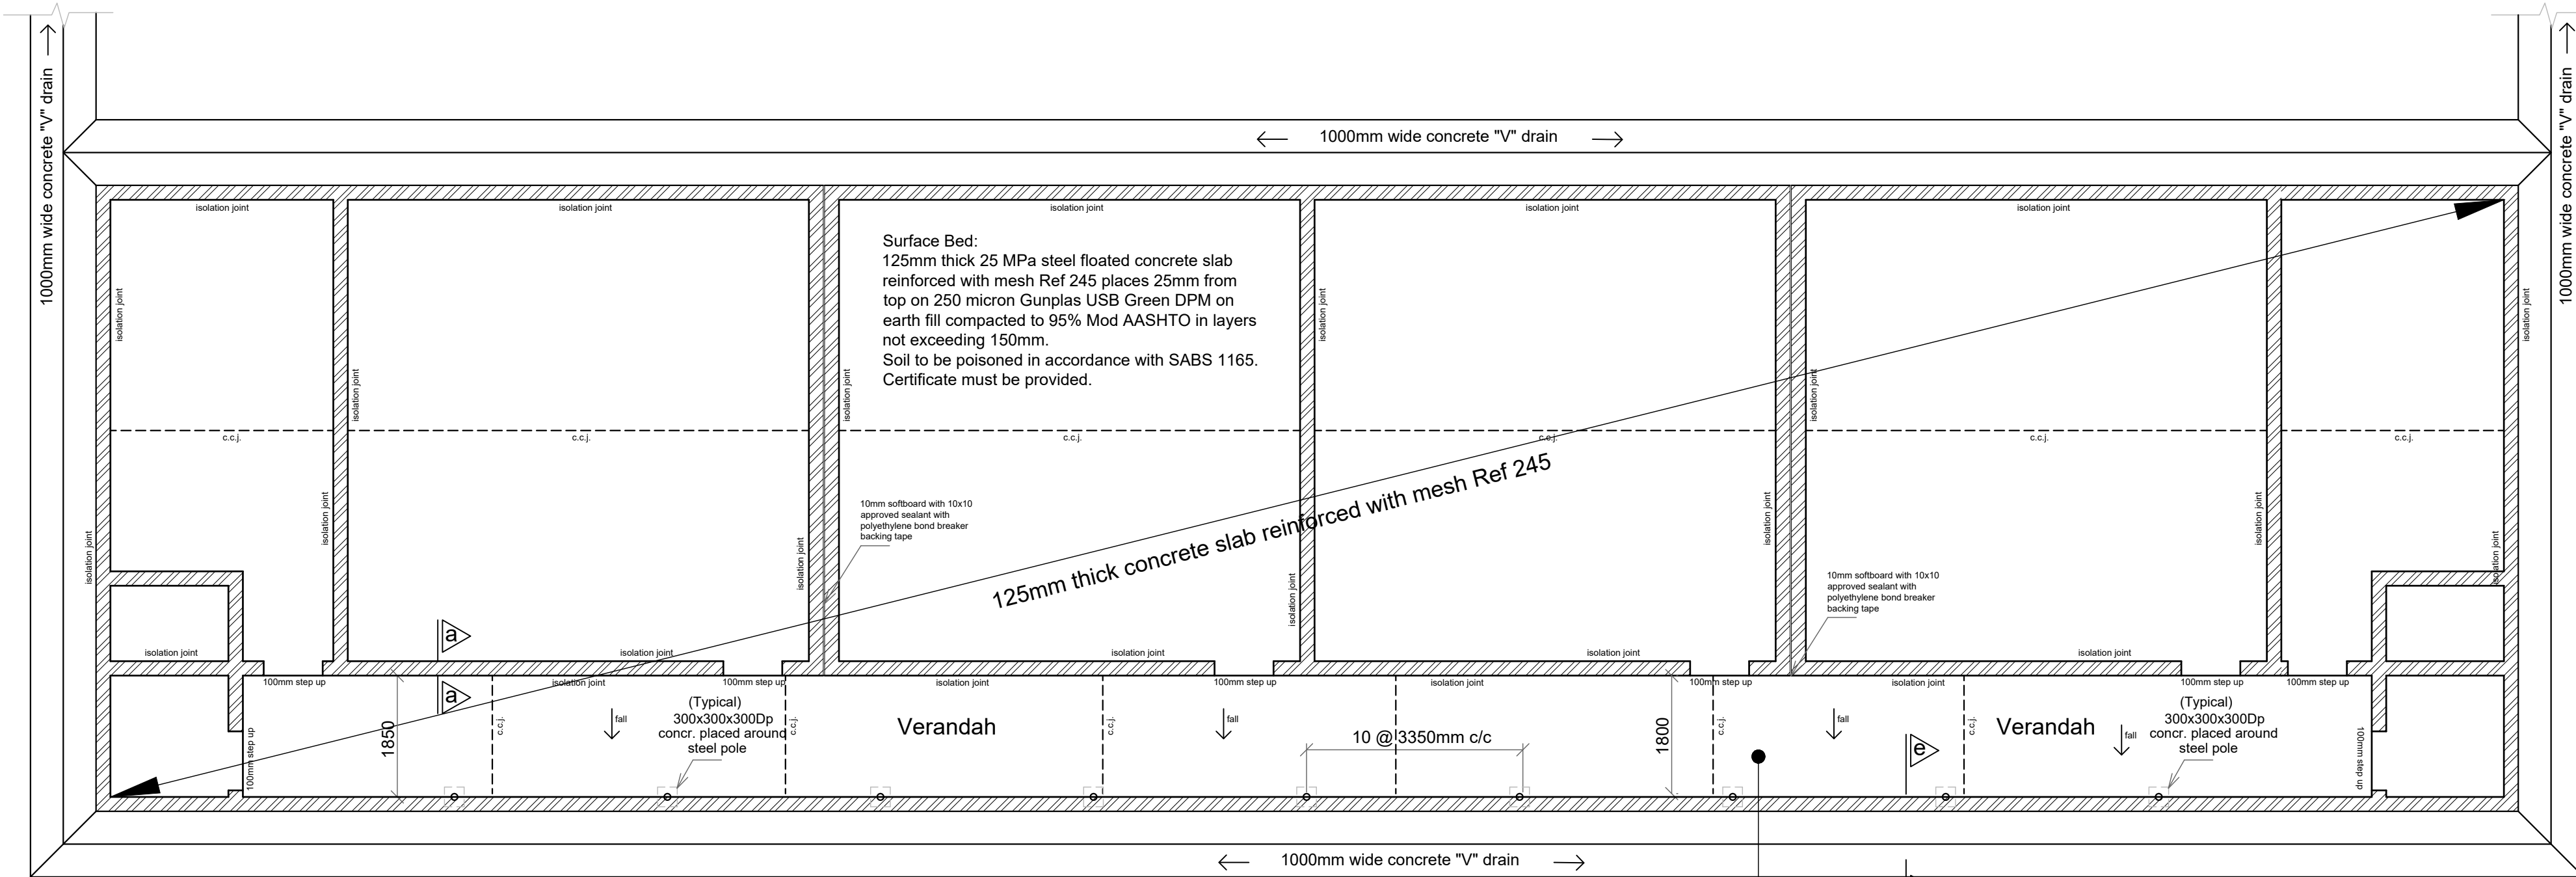 1000mm wide concrete "V" drain
1000mm wide concrete "V" drain
1000mm wide concrete "V" drain
isolation joint
isolation joint
isolation joint
isolation joint
isolation joint
Surface Bed:
125mm thick 25 MPa steel floated concrete slab
reinforced with mesh Ref 245 places 25mm from
top on 250 micron Gunplas USB Green DPM on
earth fill compacted to 95% Mod AASHTO in layers
not exceeding 150mm.
Soil to be poisoned in accordance with SABS 1165.
Certificate must be provided.
isolation joint
isolation joint
isolation joint
isolation joint
isolation joint
isolation joint
c.c.j.
c.c.j.
c.c.j.
c.c.j.
c.c.j.
c.c.j.
125mm thick concrete slab reinforced with mesh Ref 245
10mm softboard with 10x10
approved sealant with
polyethylene bond breaker
backing tape
isolation joint
isolation joint
isolation joint
isolation joint
isolation joint
isolation joint
isolation joint
10mm softboard with 10x10
approved sealant with
polyethylene bond breaker
backing tape
a
isolation joint
isolation joint
isolation joint
isolation joint
isolation joint
100mm step up
isolation joint
100mm step up
isolation joint
100mm step up
isolation joint
100mm step up
isolation joint
100mm step up
100mm step up
a
(Typical)
300x300x300Dp
concr. placed around
steel pole
(Typical)
300x300x300Dp
concr. placed around
steel pole
100mm step up
1850
c.c.j.
fall
c.c.j.
Verandah
c.c.j.
fall
10 @ 3350mm c/c
1800
c.c.j.
fall
e
c.c.j.
Verandah
fall
100mm step up
1000mm wide concrete "V" drain